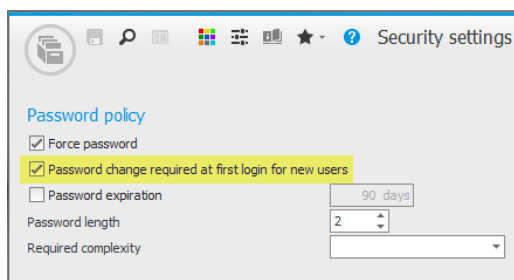 Security settings
Password policy
Force password
Password change required at first login for new users
Password expiration 90 days
Password length 2
Required complexity